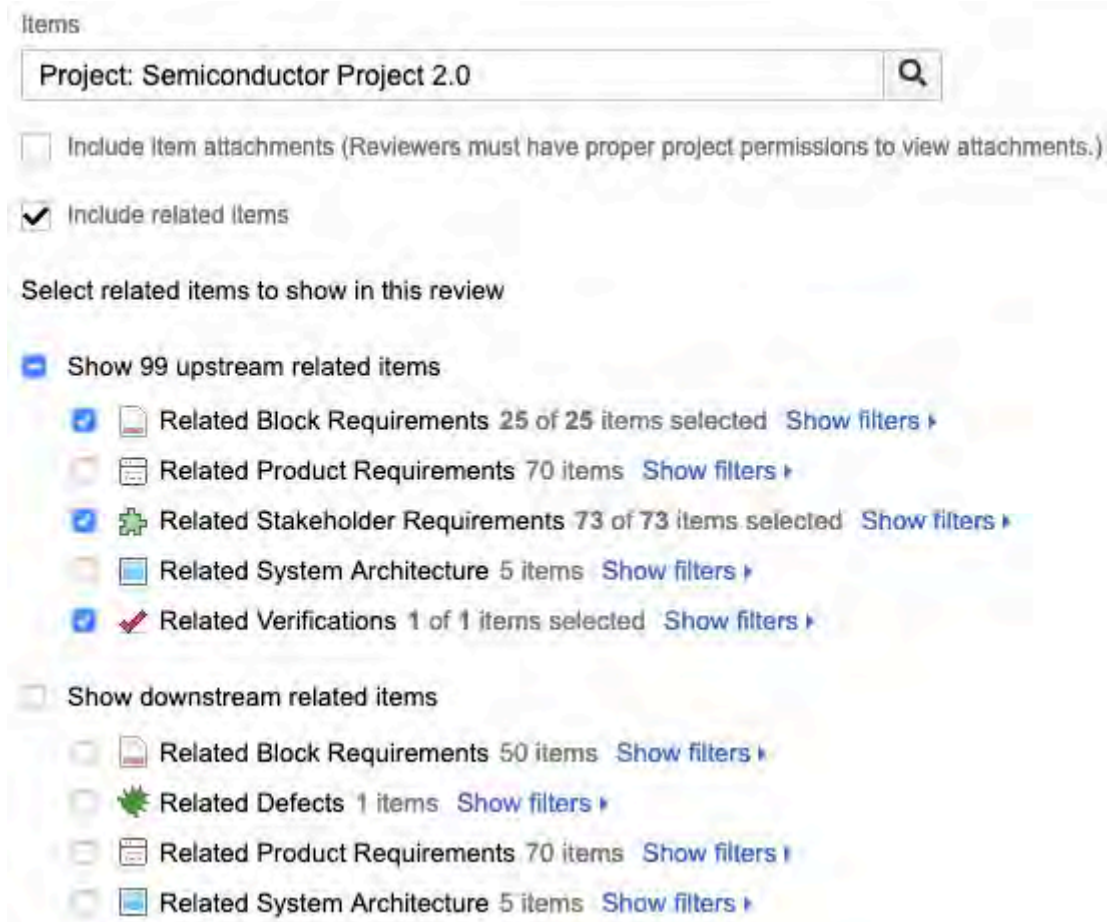 Items
Project: Semiconductor Project 2.0
Include item attachments (Reviewers must have proper project permissions to view attachments.)
Include related items
Select related items to show in this review
Show 99 upstream related items
Related Block Requirements 25 of 25 items selected Show filters
Related Product Requirements 70 items Show filters
Related Stakeholder Requirements 73 of 73 items selected Show filters
Related System Architecture 5 items Show filters
Related Verifications 1 of 1 items selected Show filters
Show downstream related items
Related Block Requirements 50 items Show filters
Related Defects 1 items Show filters
Related Product Requirements 70 items Show filters
Related System Architecture 5 items Show filters